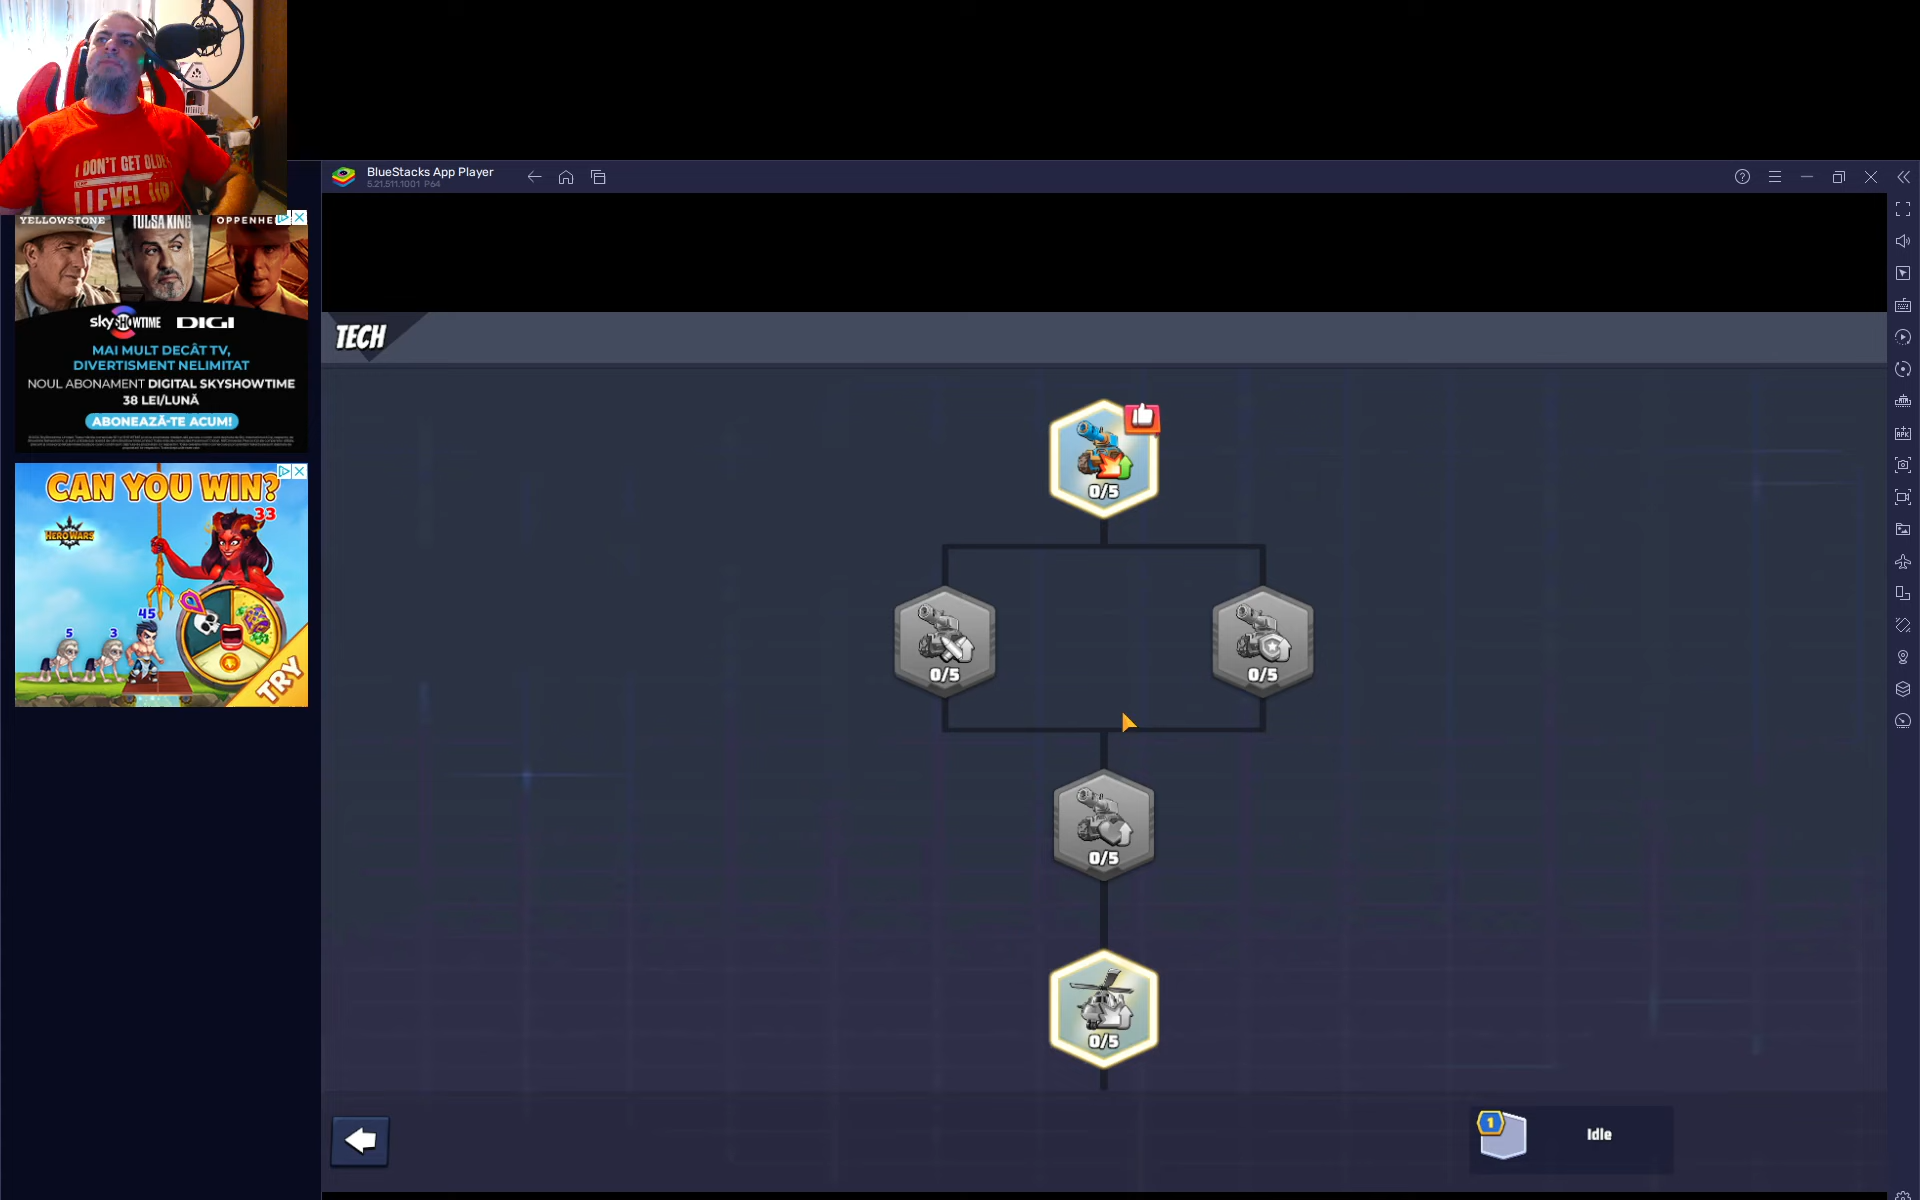 I DON'T GET OLDE
I LEVEL UP
BlueStacks App Player
5.21.511.1001 P64
YELLOWSTONE
TULSA KING
OPPENHE
sky SHOWTIME DIGI
MAI MULT DECÂT TV,
DIVERTISMENT NELIMITAT
NOUL ABONAMENT DIGITAL SKYSHOWTIME
38 LEI/LUNĂ
ABONEAZĂ-TE ACUM!
CAN YOU WIN?
33
HERO WARS
45
5
3
TRY
TECH
0/5
0/5
0/5
0/5
0/5
1
Idle
APK